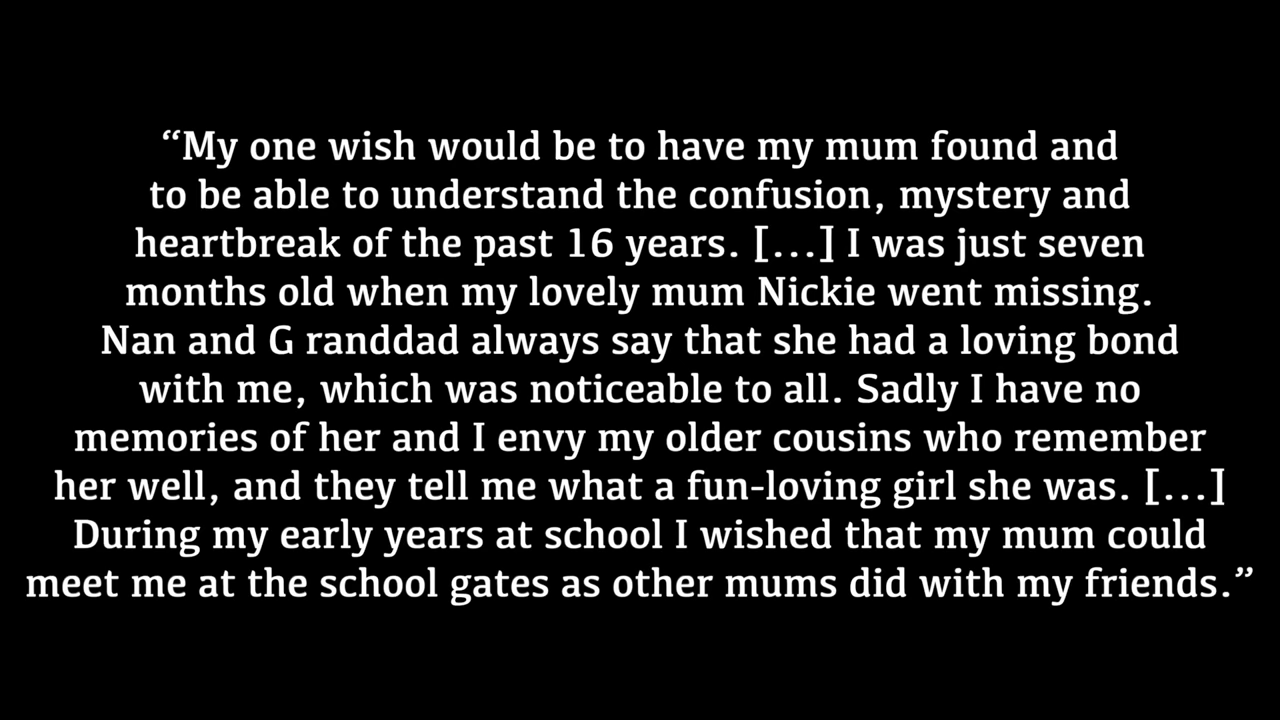 “My one wish would be to have my mum found and
to be able to understand the confusion, mystery and
heartbreak of the past 16 years. [...] I was just seven
months old when my lovely mum Nickie went missing.
Nan and G randdad always say that she had a loving bond
with me, which was noticeable to all. Sadly I have no
memories of her and I envy my older cousins who remember
her well, and they tell me what a fun-loving girl she was. [...]
During my early years at school I wished that my mum could
meet me at the school gates as other mums did with my friends.”